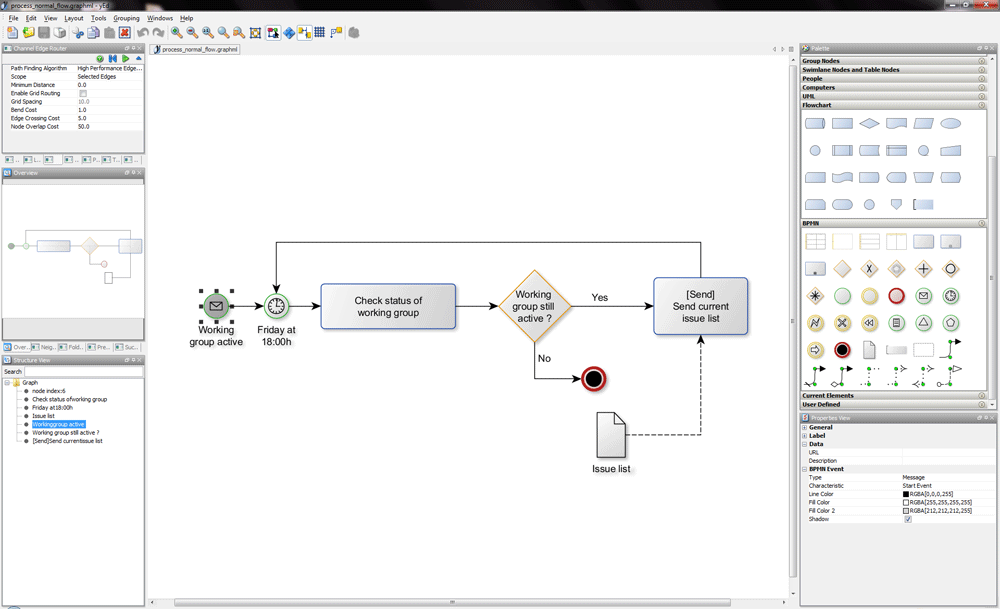 process_normal_flow.graphml - yEd
File Edit View Layout Tools Grouping Windows Help
Channel Edge Router
Path Finding Algorithm High Performance Edge...
Scope Selected Edges
Minimum Distance 0.0
Enable Grid Routing
Grid Spacing 10.0
Bend Cost 1.0
Edge Crossing Cost 5.0
Node Overlap Cost 50.0
... L... ... P... T... ...
Overview
Over... Neig... Fold... Pre... Suc...
Structure View
Search
Graph
node index:6
Check status ofworking group
Friday at18:00h
Issue list
Workinggroup active
Working group still active ?
[Send]Send currentissue list
process_normal_flow.graphml
Working
group active
Friday at
18:00h
Check status of
working group
Working
group still
active ?
Yes
No
[Send]
Send current
issue list
Issue list
Palette
Group Nodes
Swimlane Nodes and Table Nodes
People
Computers
UML
Flowchart
BPMN
Current Elements
User Defined
Properties View
General
Label
Data
URL
Description
BPMN Event
Type Message
Characteristic Start Event
Line Color RGBA[0,0,0,255]
Fill Color RGBA[255,255,255,255]
Fill Color 2 RGBA[212,212,212,255]
Shadow